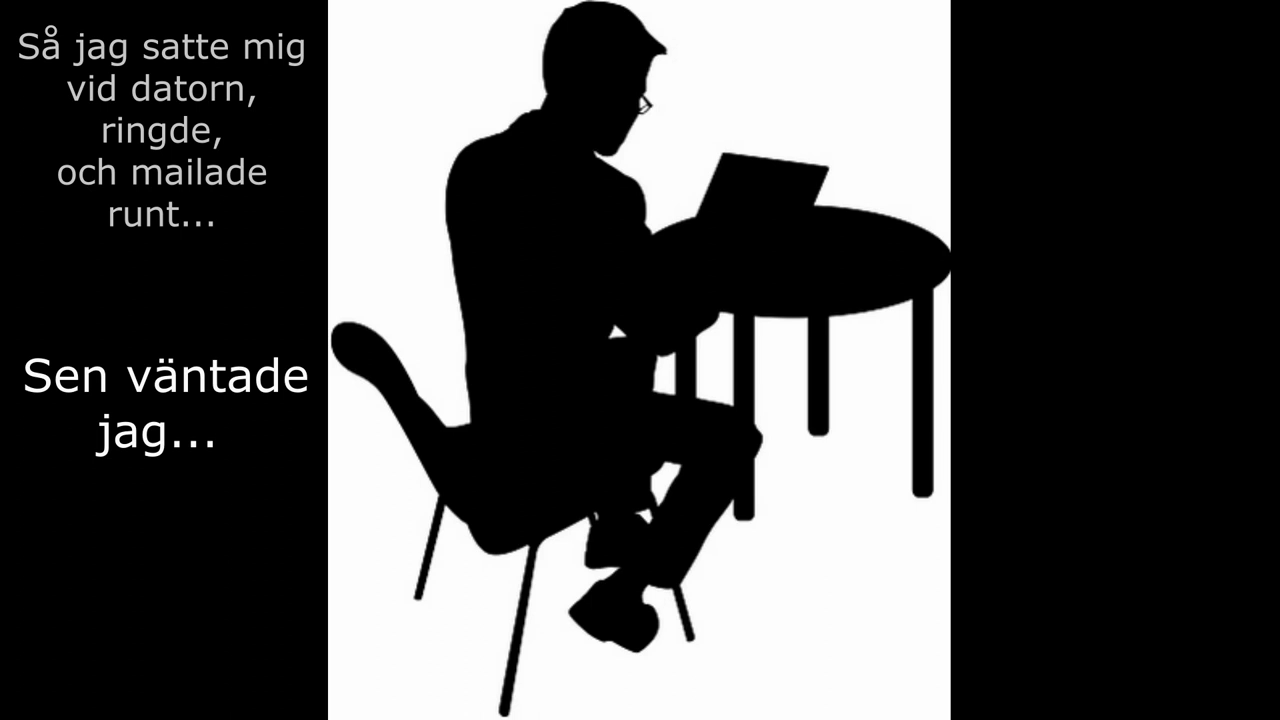 Så jag satte mig
vid datorn,
ringde,
och mailade
runt...
Sen väntade
jag...